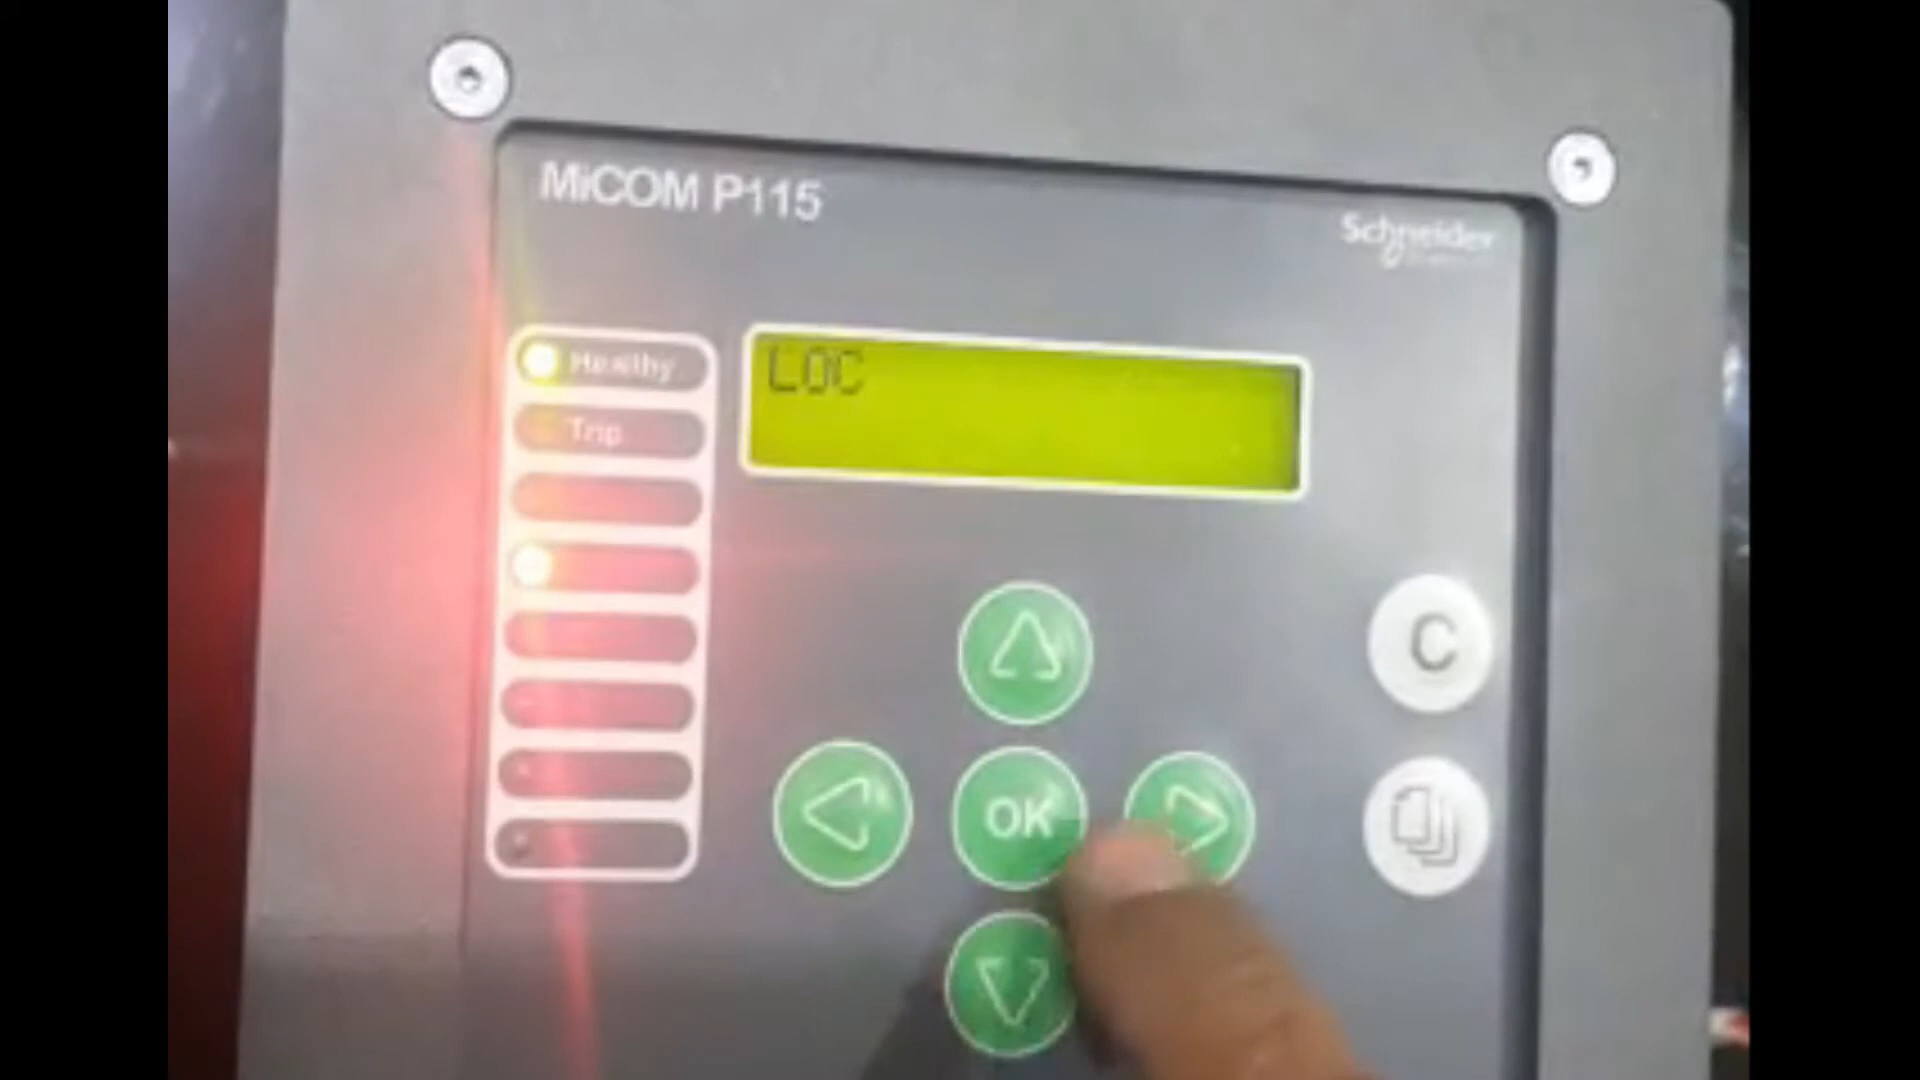 MiCOM P115
Schneider
Healthy
LOC
Trip
C
OK